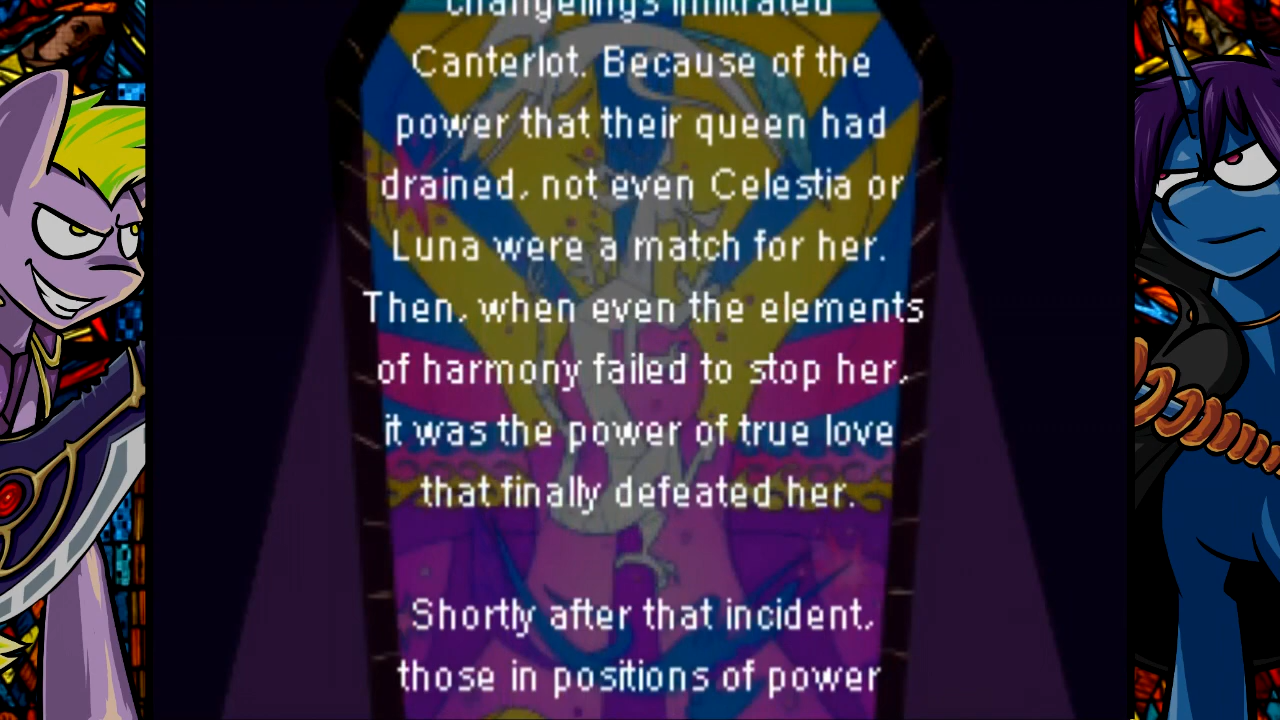 changelings infiltrated
Canterlot. Because of the
power that their queen had
drained, not even Celestia or
Luna were a match for her.
Then, when even the elements
of harmony failed to stop her,
it was the power of true love
that finally defeated her.
Shortly after that incident,
those in positions of power